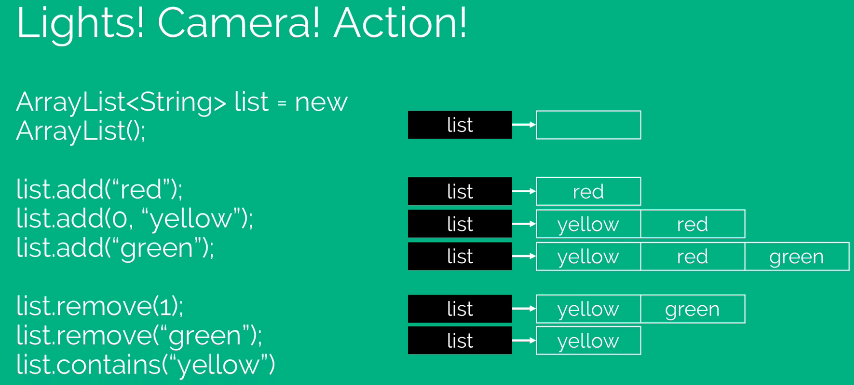 Lights! Camera! Action!
ArrayList<String> list = new
ArrayList();
list
list.add(“red”);
list.add(0, “yellow”);
list.add(“green”);
list red
list yellow red
list yellow red green
list.remove(1);
list.remove(“green”);
list.contains(“yellow”)
list yellow green
list yellow